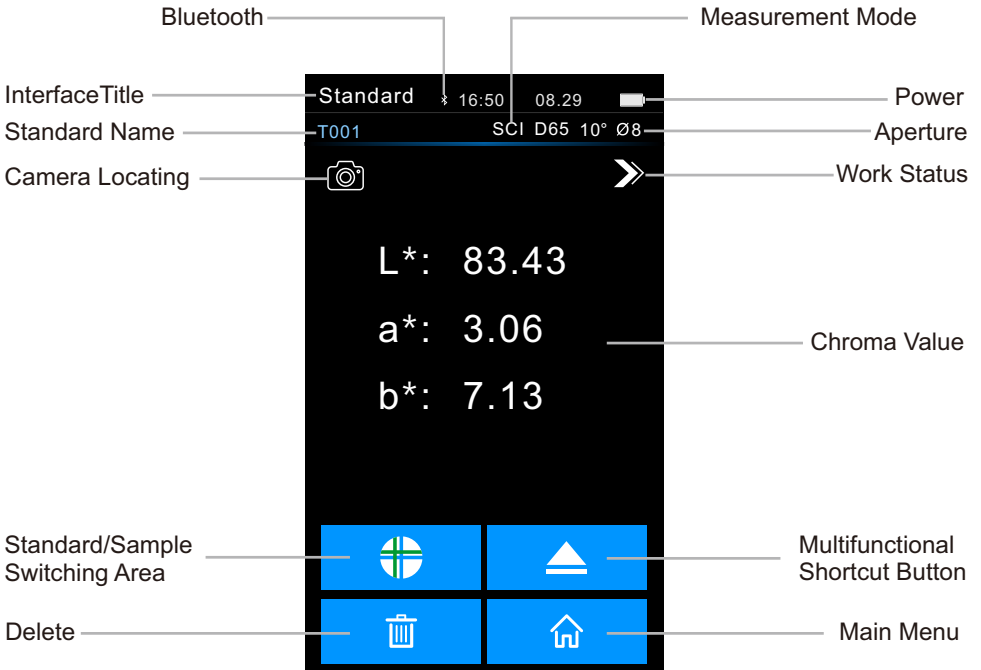 Bluetooth
Measurement Mode
InterfaceTitle
Standard 16:50 08.29
Power
Standard Name
T001 SCI D65 10° Ø8
Aperture
Camera Locating
Work Status
L*: 83.43
a*: 3.06
Chroma Value
b*: 7.13
Standard/Sample
Switching Area
Multifunctional
Shortcut Button
Delete
Main Menu